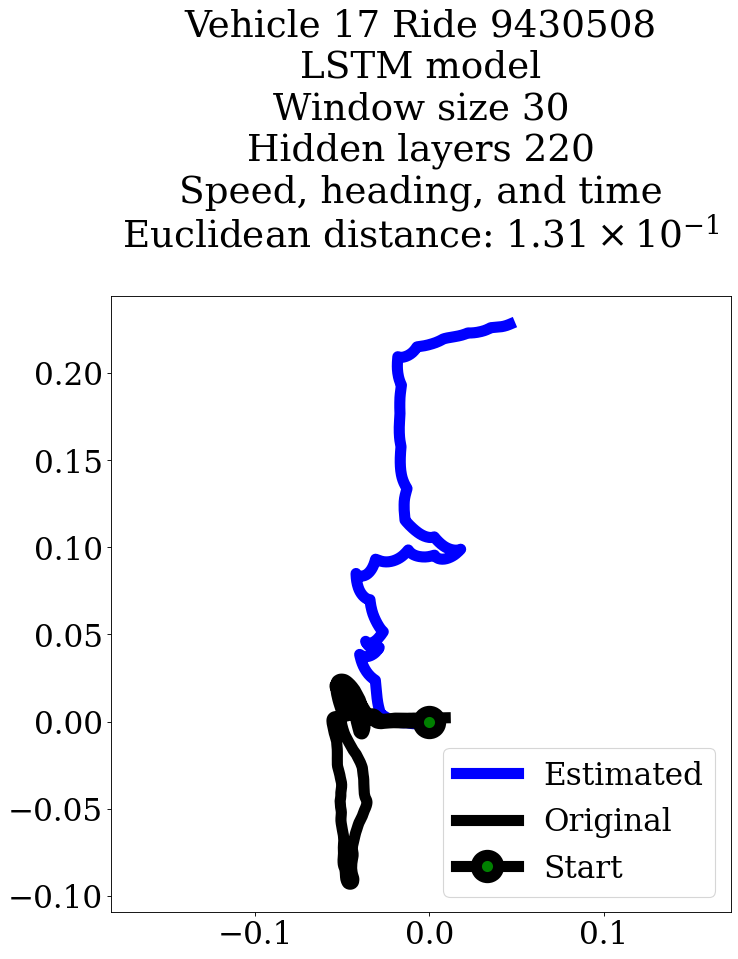 Vehicle 17 Ride 9430508
LSTM model
Window size 30
Hidden layers 220
Speed, heading, and time
Euclidean distance: 1.31 × 10⁻¹
0.20
0.15
0.10
0.05
0.00
−0.05
−0.10
Estimated
Original
Start
−0.1
0.0
0.1